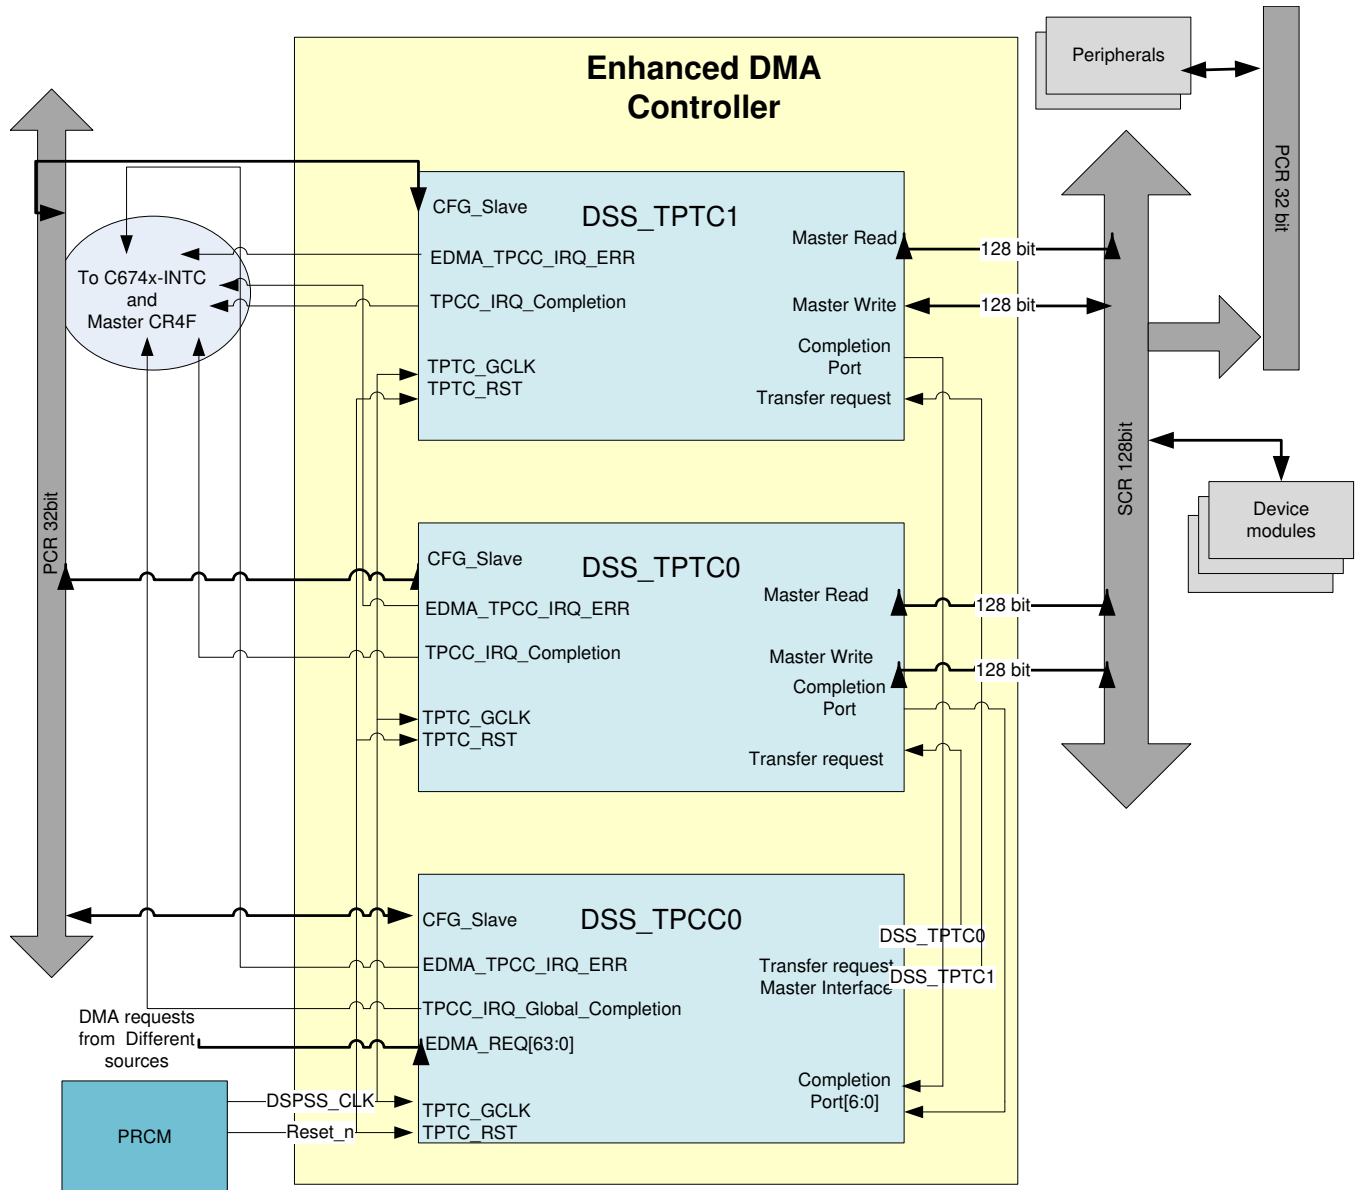 Enhanced DMA
Controller
Peripherals
PCR 32 bit
PCR 32bit
SCR 128bit
Device
modules
To C674x-INTC
and
Master CR4F
DSS_TPTC1
CFG_Slave
EDMA_TPCC_IRQ_ERR
TPCC_IRQ_Completion
TPTC_GCLK
TPTC_RST
Master Read
Master Write
Completion
Port
Transfer request
128 bit
128 bit
DSS_TPTC0
CFG_Slave
EDMA_TPCC_IRQ_ERR
TPCC_IRQ_Completion
TPTC_GCLK
TPTC_RST
Master Read
Master Write
Completion
Port
Transfer request
128 bit
128 bit
DSS_TPCC0
CFG_Slave
EDMA_TPCC_IRQ_ERR
TPCC_IRQ_Global_Completion
EDMA_REQ[63:0]
TPTC_GCLK
TPTC_RST
Transfer request
Master Interface
DSS_TPTC0
DSS_TPTC1
Completion
Port[6:0]
DMA requests
from Different
sources
DSPSS_CLK
Reset_n
PRCM